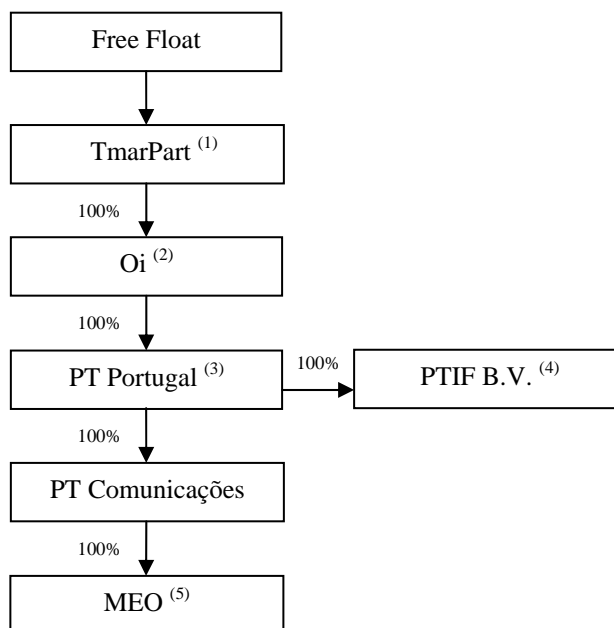 Free Float
TmarPart (1)
100%
Oi (2)
100%
PT Portugal (3)
100%
PTIF B.V. (4)
100%
PT Comunicações
100%
MEO (5)